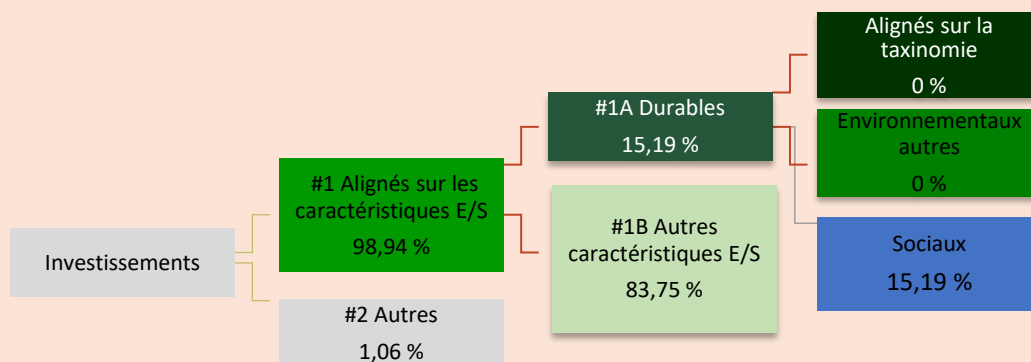 Investissements
#1 Alignés sur les
caractéristiques E/S
98,94 %
#2 Autres
1,06 %
#1A Durables
15,19 %
#1B Autres
caractéristiques E/S
83,75 %
Alignés sur la
taxinomie
0 %
Environnementaux
autres
0 %
Sociaux
15,19 %